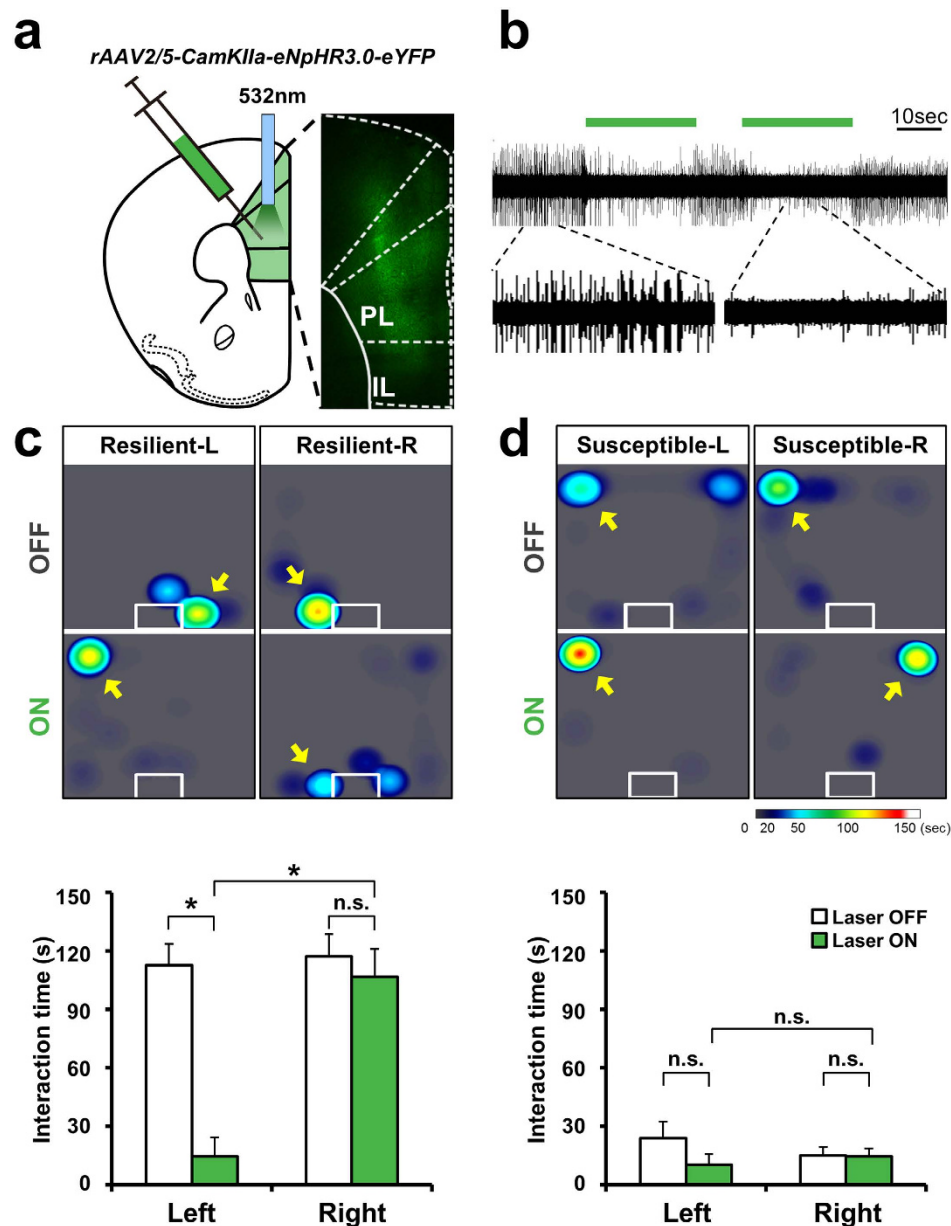 a
rAAV2/5-CamKIIa-eNpHR3.0-eYFP
532nm
PL
IL
b
10sec
c
Resilient-L
Resilient-R
OFF
ON
d
Susceptible-L
Susceptible-R
OFF
ON
0 20 50 100 150 (sec)
Interaction time (s)
150
120
90
60
30
0
*
*
n.s.
Left
Right
Interaction time (s)
150
120
90
60
30
0
Laser OFF
Laser ON
n.s.
n.s.
n.s.
Left
Right